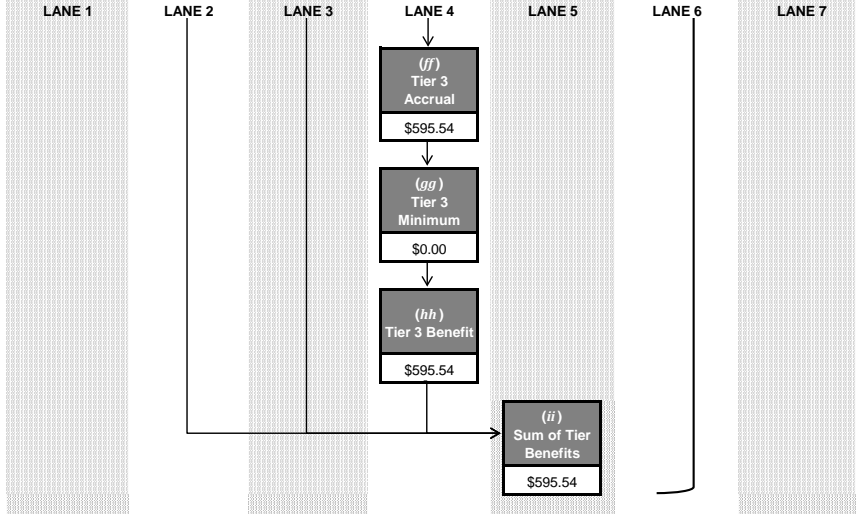 LANE 1 LANE 2 LANE 3 LANE 4 LANE 5 LANE 6 LANE 7
(ff)
Tier 3
Accrual
$595.54
(gg)
Tier 3
Minimum
$0.00
(hh)
Tier 3 Benefit
$595.54
(ii)
Sum of Tier
Benefits
$595.54